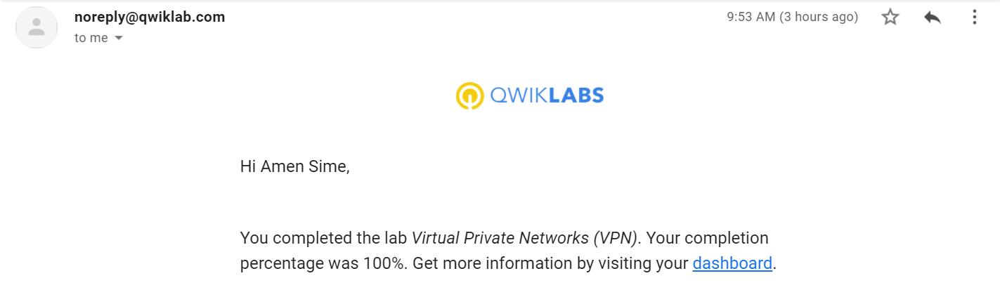 noreply@qwiklab.com
9:53 AM (3 hours ago)
to me
QWIKLABS
Hi Amen Sime,
You completed the lab Virtual Private Networks (VPN). Your completion
percentage was 100%. Get more information by visiting your dashboard.